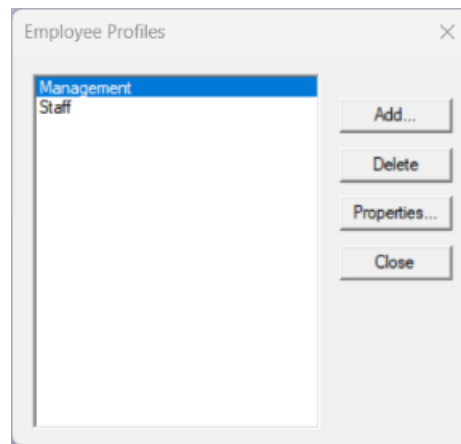 Employee Profiles
Management
Staff
Add...
Delete
Properties...
Close